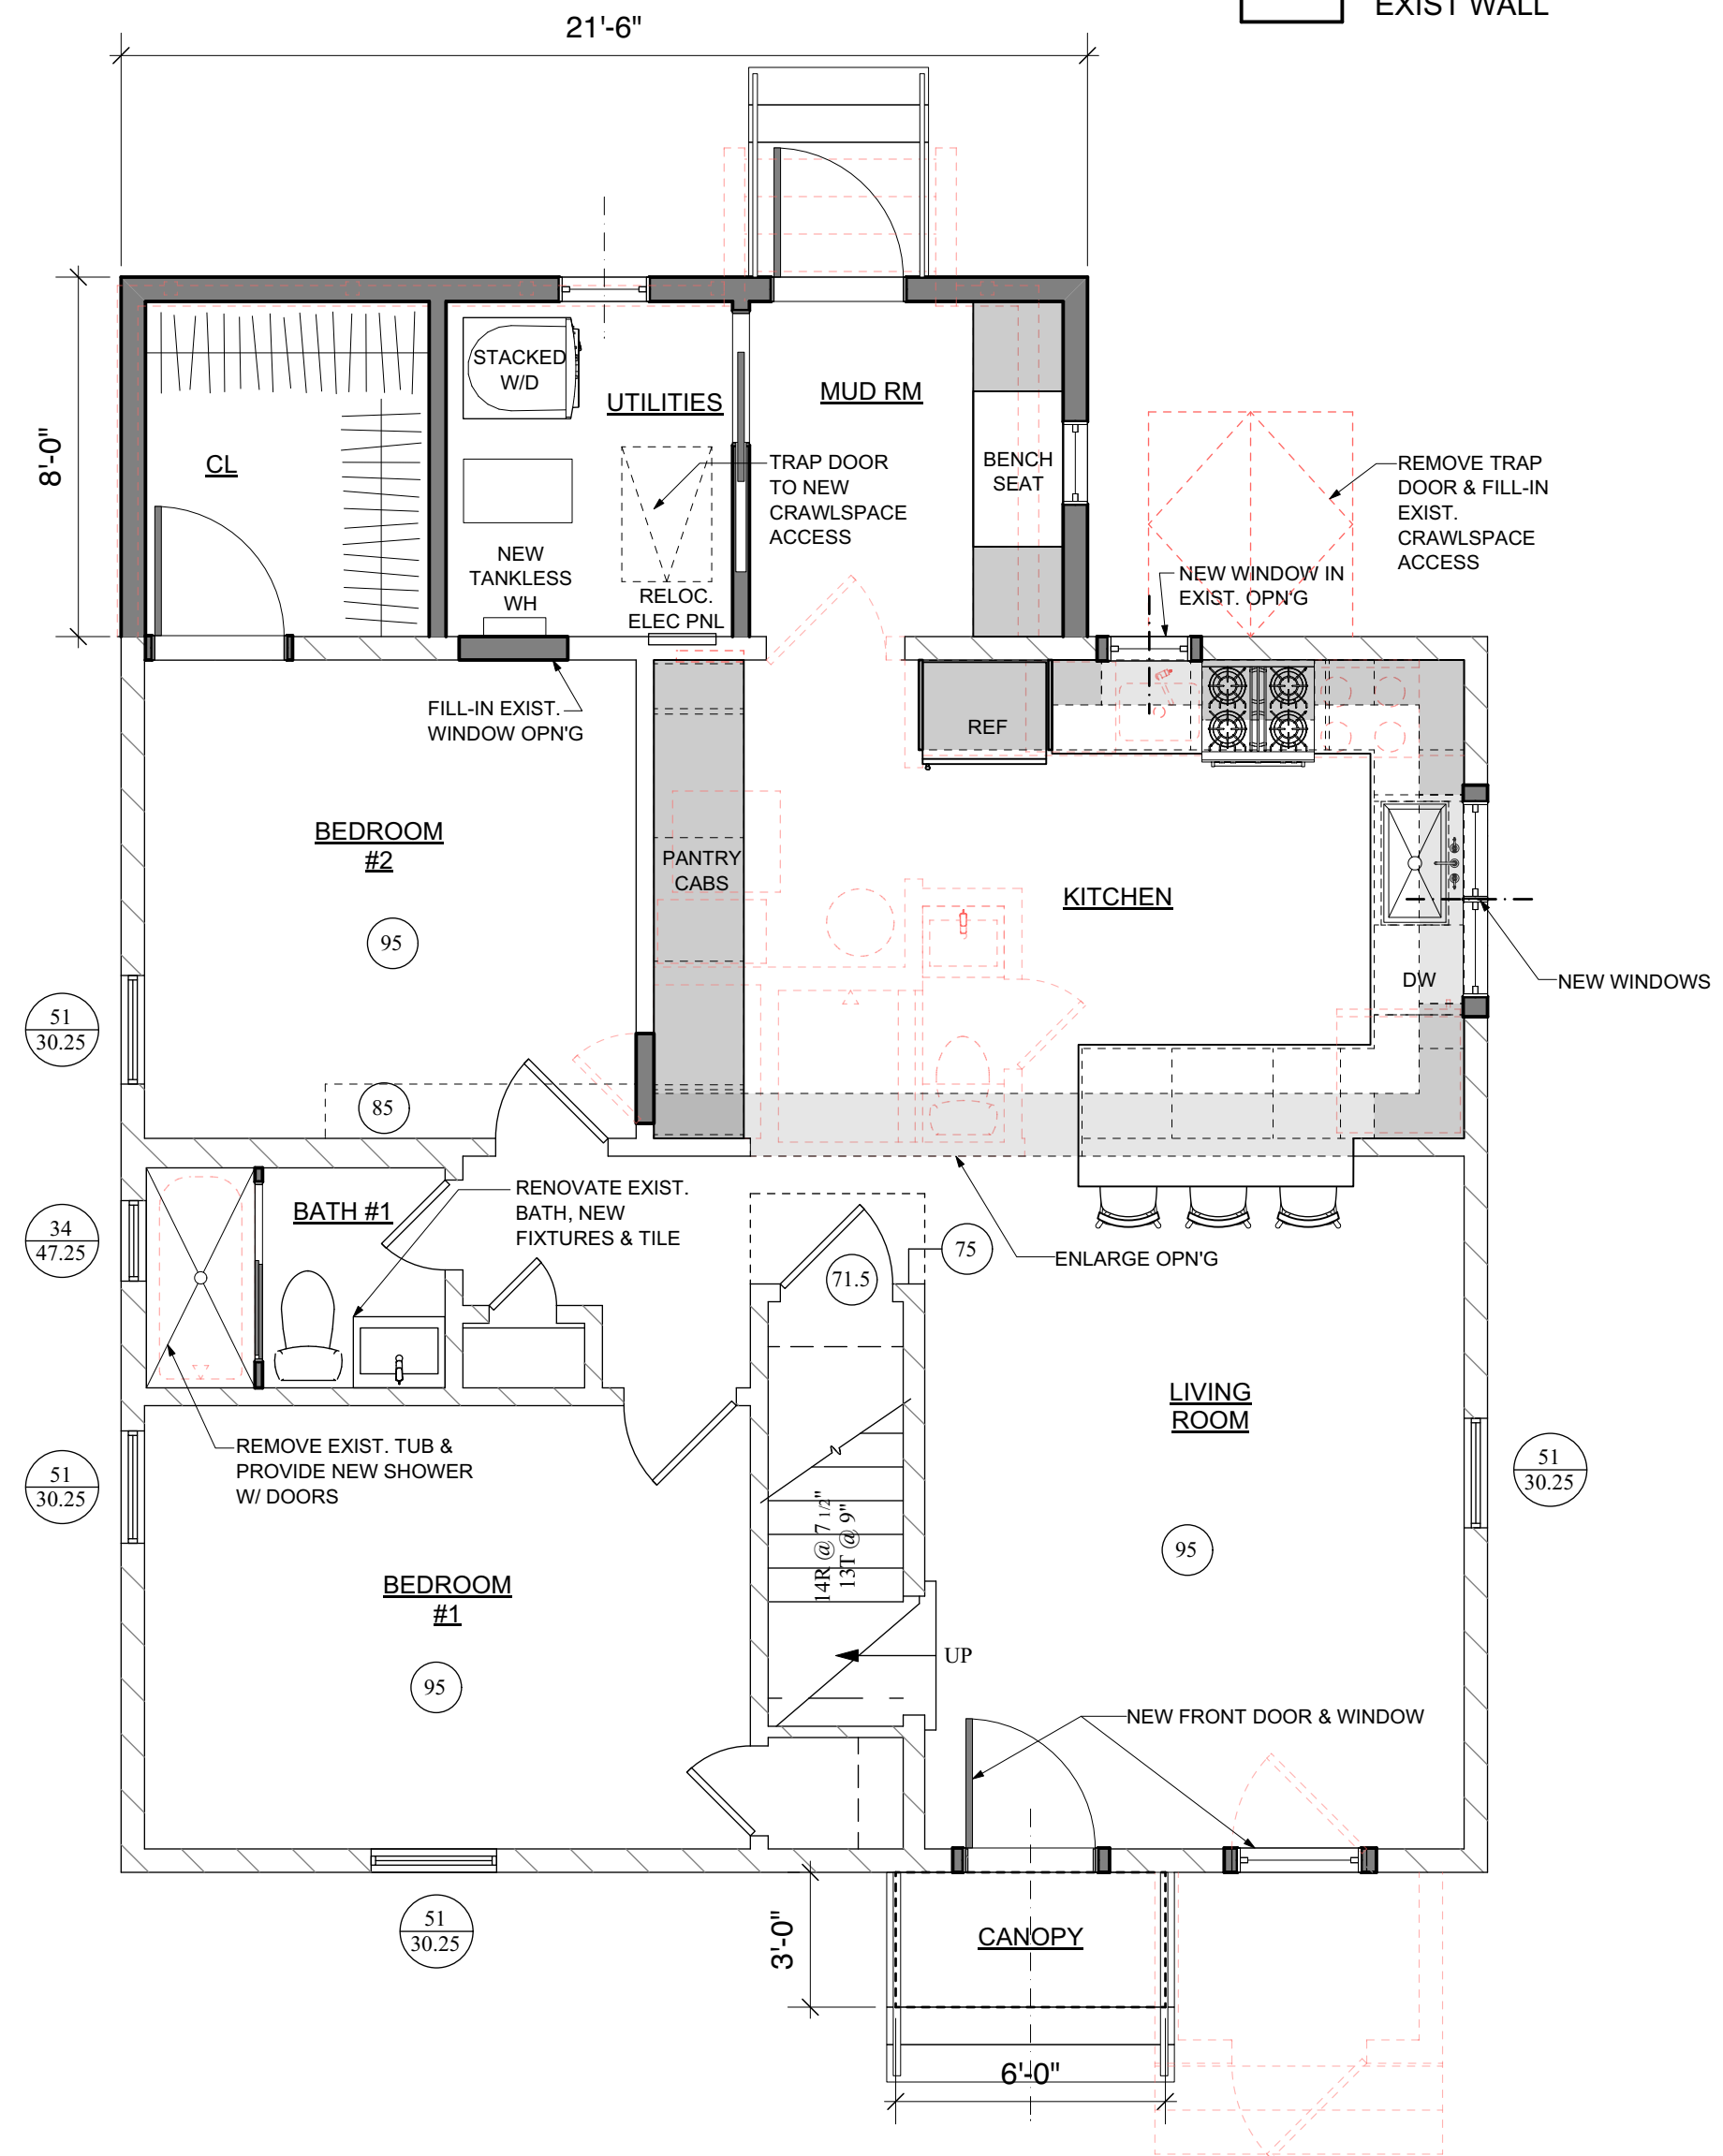 EXIST WALL
21'-6"
8'-0"
STACKED
W/D
UTILITIES
MUD RM
CL
BENCH
SEAT
TRAP DOOR
TO NEW
CRAWLSPACE
ACCESS
REMOVE TRAP
DOOR & FILL-IN
EXIST.
CRAWLSPACE
ACCESS
NEW
TANKLESS
WH
RELOC.
ELEC PNL
NEW WINDOW IN
EXIST. OPN'G
FILL-IN EXIST.
WINDOW OPN'G
REF
BEDROOM
#2
PANTRY
CABS
KITCHEN
95
DW
NEW WINDOWS
51
30.25
85
34
47.25
BATH #1
RENOVATE EXIST.
BATH, NEW
FIXTURES & TILE
75
ENLARGE OPN'G
71.5
LIVING
ROOM
REMOVE EXIST. TUB &
PROVIDE NEW SHOWER
W/ DOORS
51
30.25
51
30.25
14R @ 7 1/2"
13T @ 9"
95
BEDROOM
#1
UP
95
NEW FRONT DOOR & WINDOW
51
30.25
3'-0"
CANOPY
6'-0"